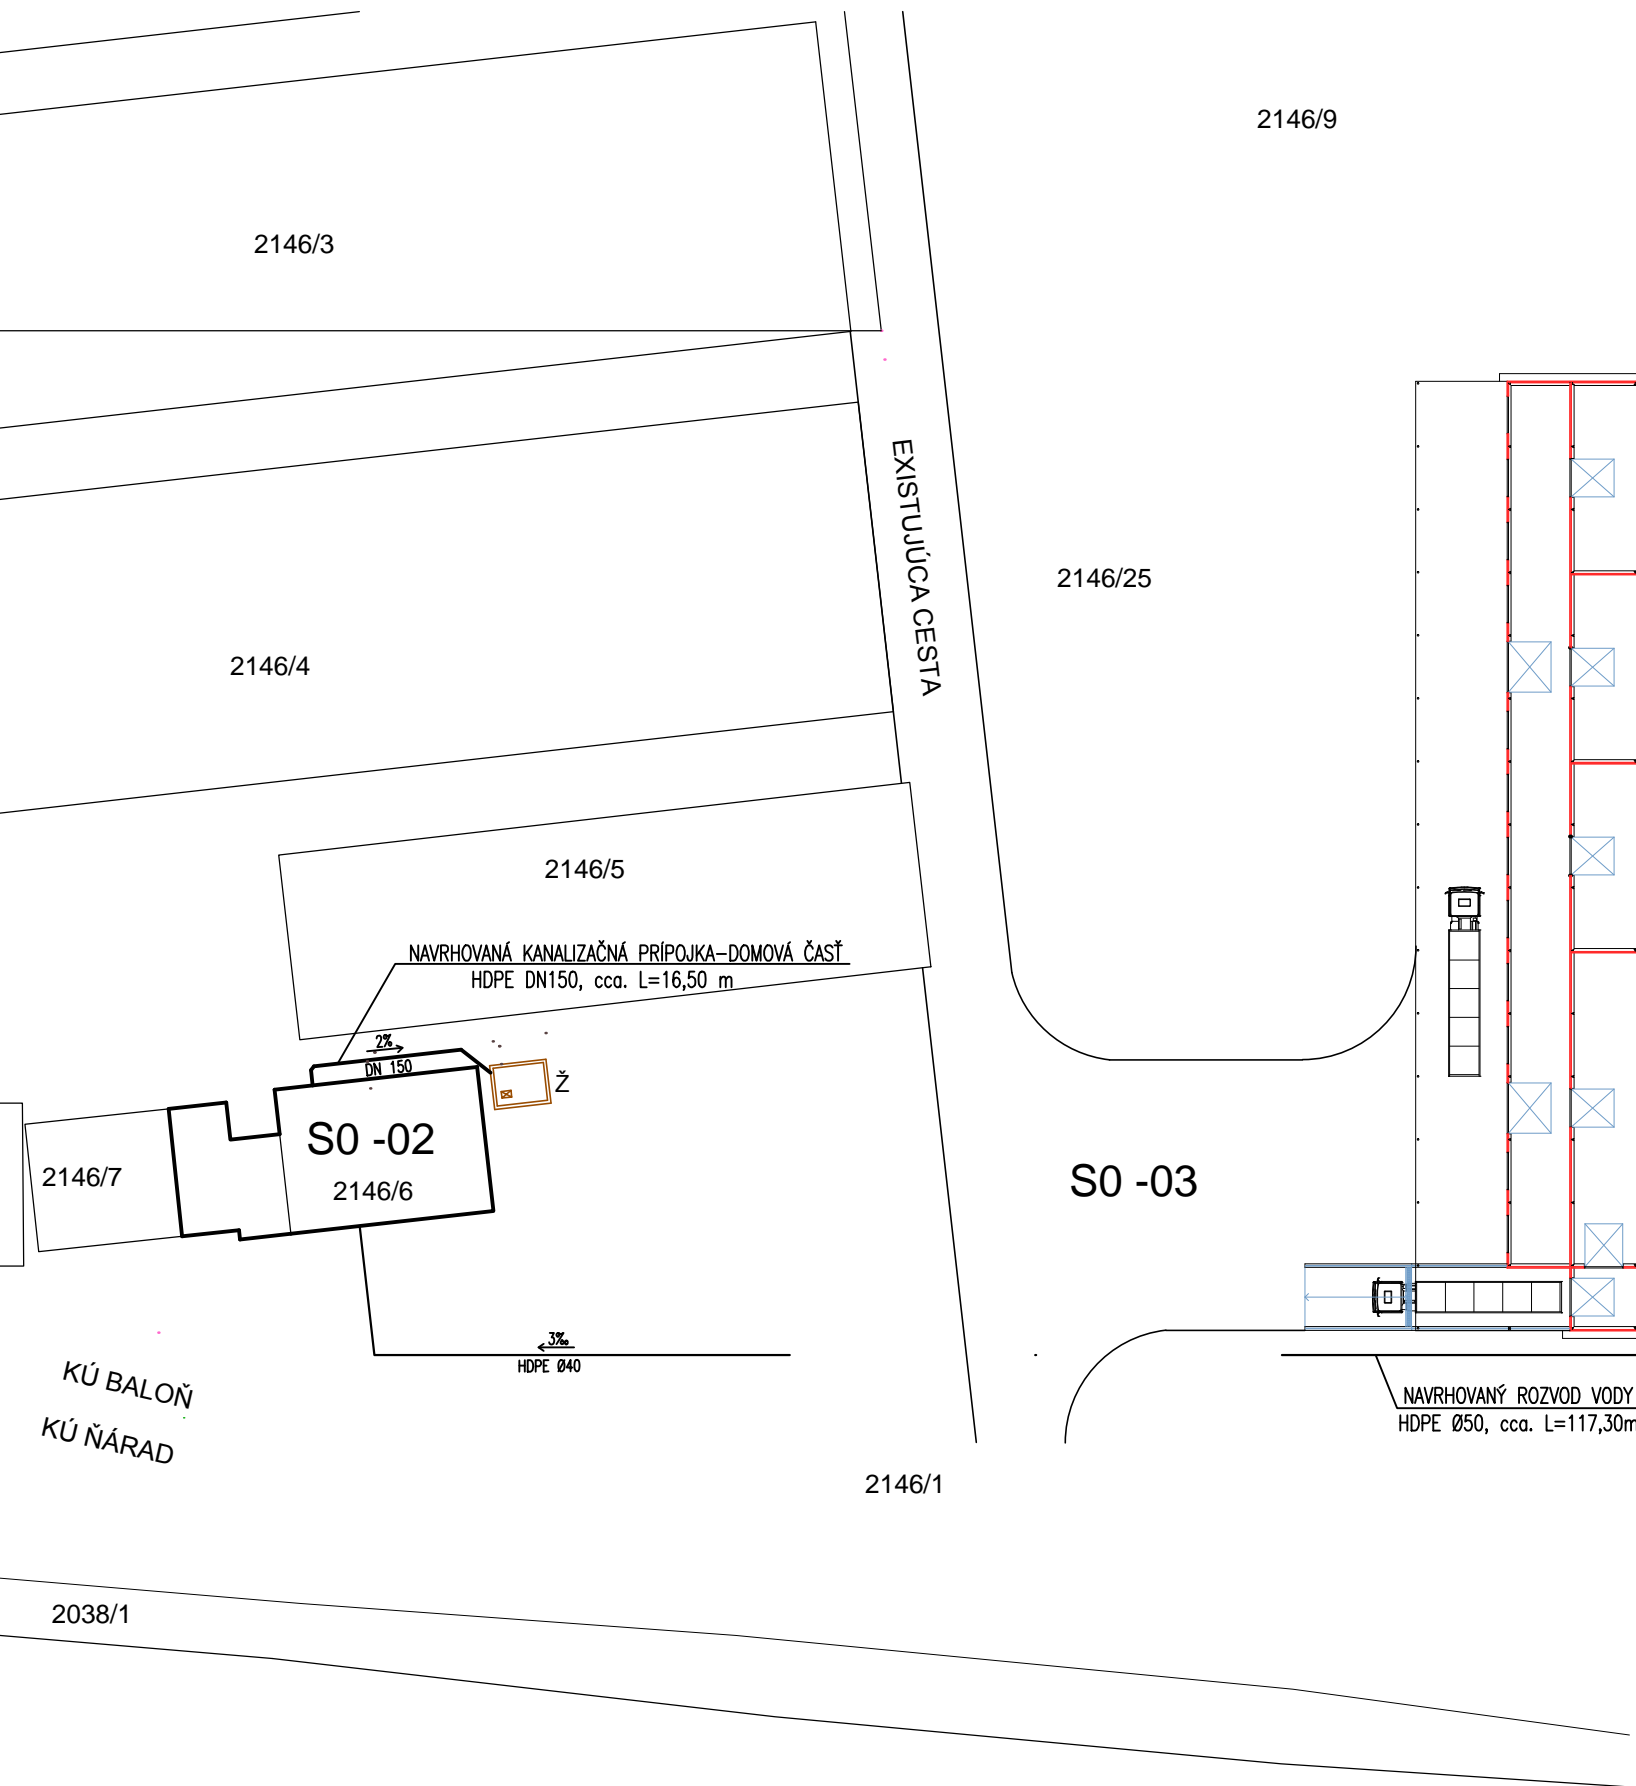 2146/9
2146/3
EXISTUJÚCA CESTA
2146/25
2146/4
2146/5
NAVRHOVANÁ KANALIZAČNÁ PRÍPOJKA-DOMOVÁ ČASŤ
HDPE DN150, cca. L=16,50 m
2%
DN 150
Ž
S0 -02
2146/6
2146/7
S0 -03
3‰
HDPE Ø40
KÚ BALOŇ
KÚ ŇÁRAD
NAVRHOVANÝ ROZVOD VODY
HDPE Ø50, cca. L=117,30m
2146/1
2038/1